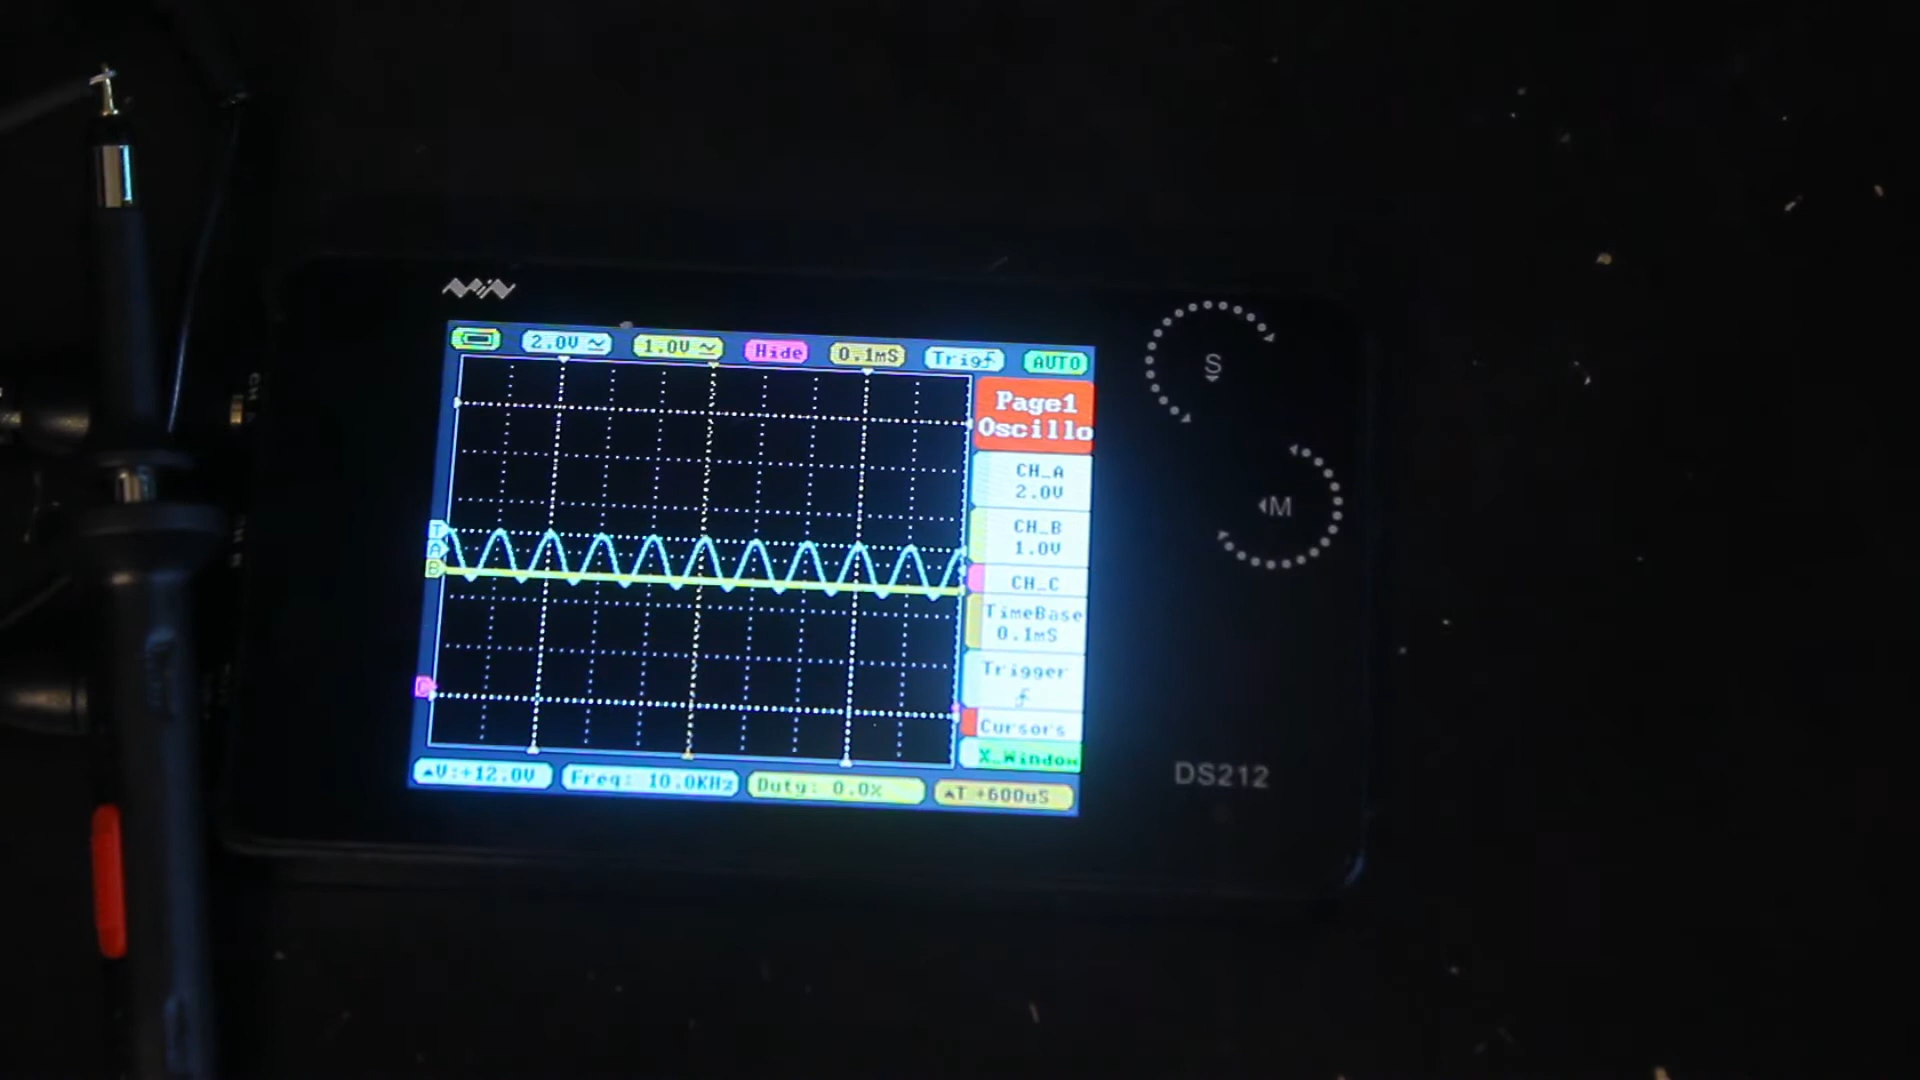 2.0V 1.0V Hide 0.1mS Trig AUTO
Page1
Oscillo
CH_A
2.0V
CH_B
1.0V
CH_C
TimeBase
0.1mS
Trigger
Cursors
X_Window
T
A
B
C
▲V:+12.0V Freq: 10.0KHz Duty: 0.0% ▲T +600uS
S
M
DS212